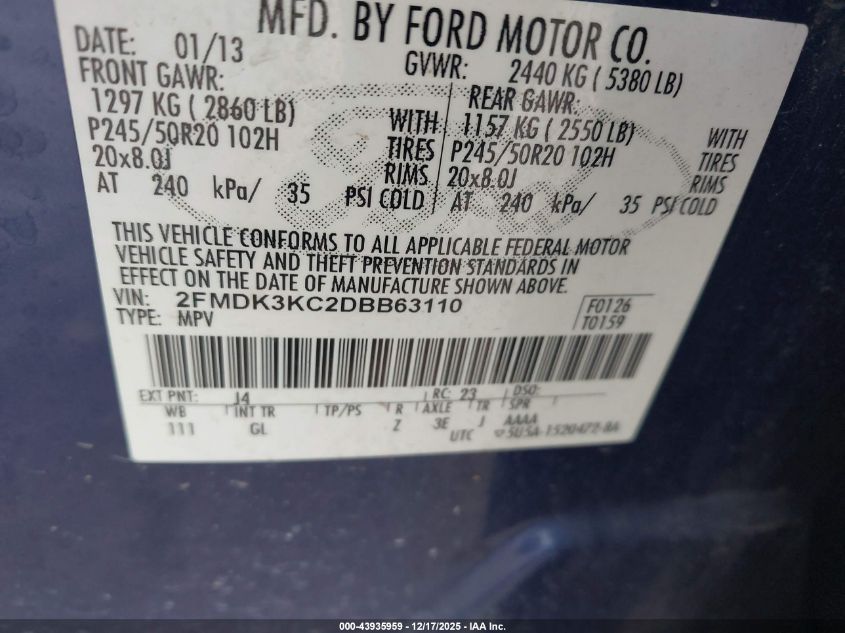 MFD. BY FORD MOTOR CO.
DATE: 01/13 GVWR: 2440 KG ( 5380 LB)
FRONT GAWR: REAR GAWR:
1297 KG ( 2860 LB) WITH 1157 KG ( 2550 LB) WITH
P245/50R20 102H TIRES P245/50R20 102H TIRES
20x8.0J RIMS 20x8.0J RIMS
AT 240 kPa/ 35 PSI COLD AT 240 kPa/ 35 PSI COLD
THIS VEHICLE CONFORMS TO ALL APPLICABLE FEDERAL MOTOR
VEHICLE SAFETY AND THEFT PREVENTION STANDARDS IN
EFFECT ON THE DATE OF MANUFACTURE SHOWN ABOVE.
VIN: 2FMDK3KC2DBB63110 F0126
TYPE: MPV T0159
EXT PNT: J4 RC: 23 DSO:
WB INT TR TP/PS R AXLE TR SPR
111 GL Z 3E J AAAA
UTC 5U5A-1520472-BA
000-43935959 - 12/17/2025 - IAA Inc.